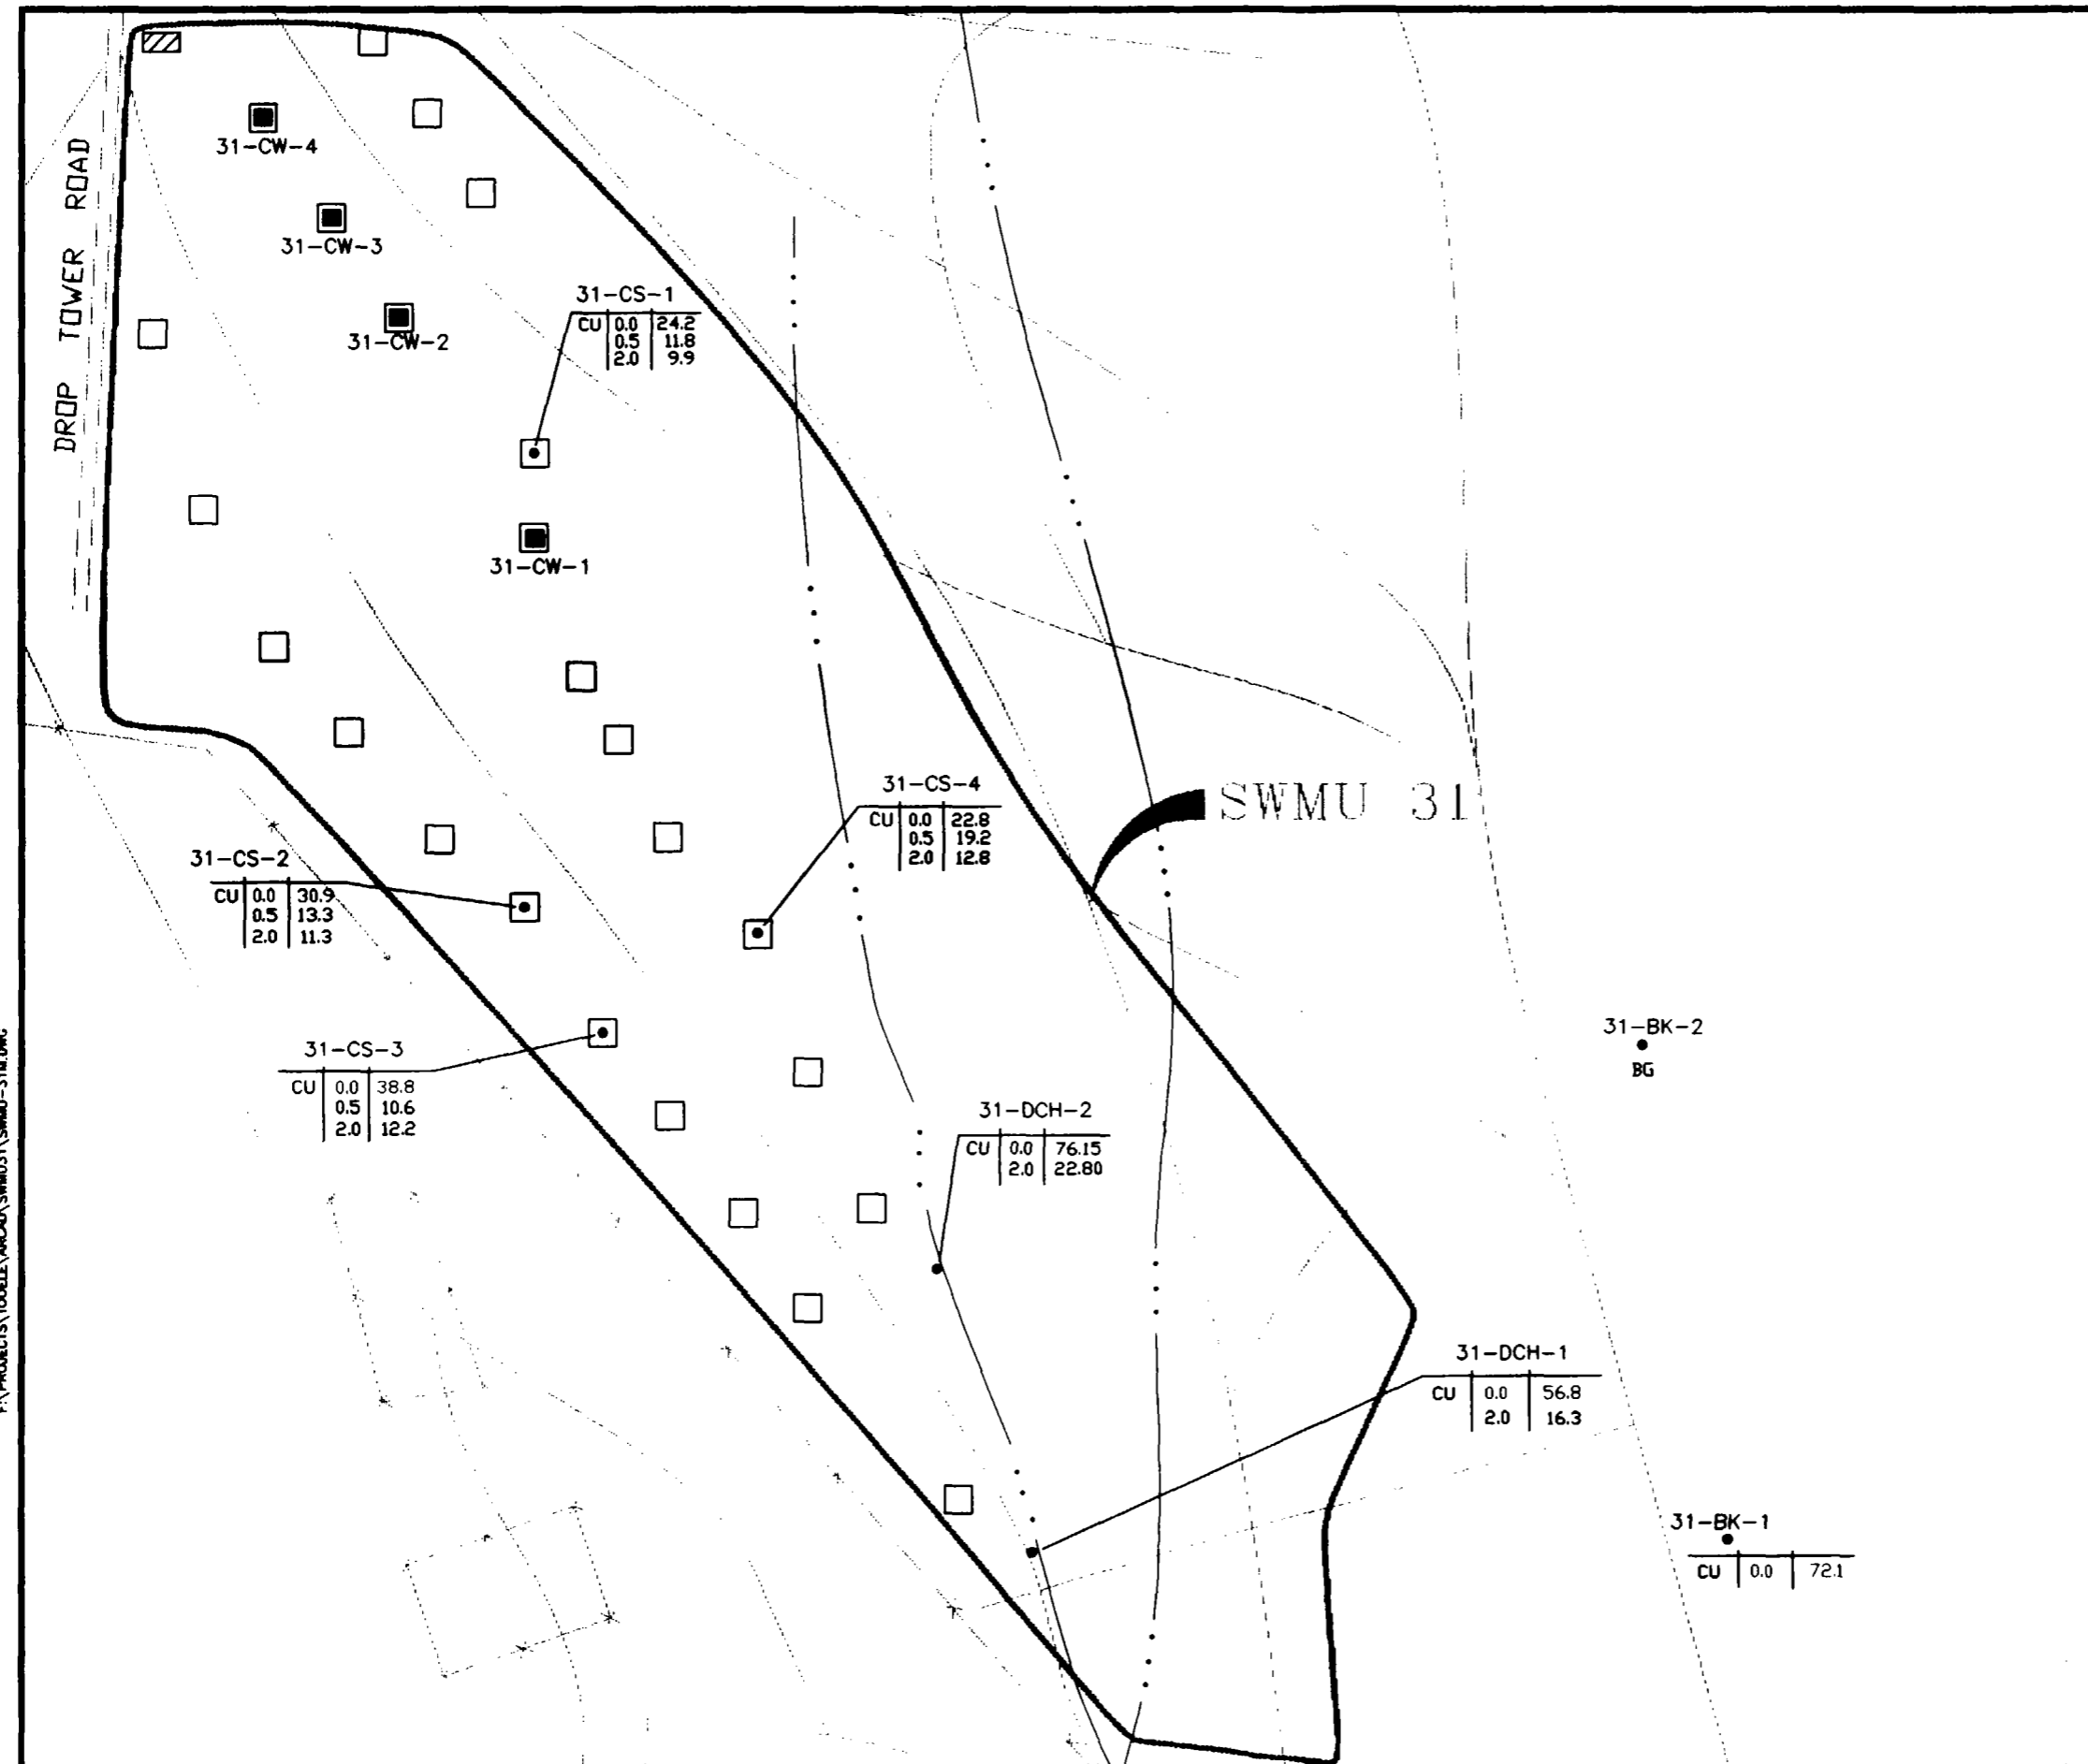 31-CW-4
DROP TOWER ROAD
31-CW-3
31-CS-1
CU 0.0 24.2
0.5 11.8
2.0 9.9
31-CW-2
31-CW-1
31-CS-4
CU 0.0 22.8
0.5 19.2
2.0 12.8
SWMU 31
31-CS-2
CU 0.0 30.9
0.5 13.3
2.0 11.3
31-BK-2
BG
31-CS-3
CU 0.0 38.8
0.5 10.6
2.0 12.2
31-DCH-2
CU 0.0 76.15
2.0 22.80
31-DCH-1
CU 0.0 56.8
2.0 16.3
31-BK-1
CU 0.0 72.1